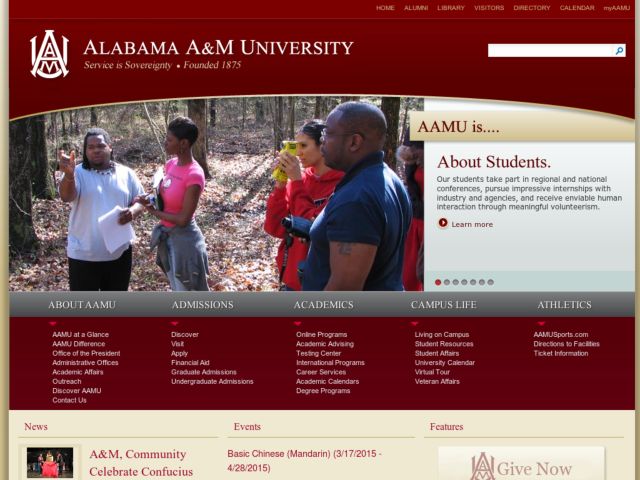 HOME ALUMNI LIBRARY VISITORS DIRECTORY CALENDAR myAAMU
AAMU
ALABAMA A&M UNIVERSITY
Service is Sovereignty • Founded 1875
AAMU is....
About Students.
Our students take part in regional and national
conferences, pursue impressive internships with
industry and agencies, and receive enviable human
interaction through meaningful volunteerism.
Learn more
ABOUT AAMU ADMISSIONS ACADEMICS CAMPUS LIFE ATHLETICS
AAMU at a Glance
AAMU Difference
Office of the President
Administrative Offices
Academic Affairs
Outreach
Discover AAMU
Contact Us
Discover
Visit
Apply
Financial Aid
Graduate Admissions
Undergraduate Admissions
Online Programs
Academic Advising
Testing Center
International Programs
Career Services
Academic Calendars
Degree Programs
Living on Campus
Student Resources
Student Affairs
University Calendar
Virtual Tour
Veteran Affairs
AAMUSports.com
Directions to Facilities
Ticket Information
News
A&M, Community
Celebrate Confucius
Events
Basic Chinese (Mandarin) (3/17/2015 -
4/28/2015)
Features
Give Now